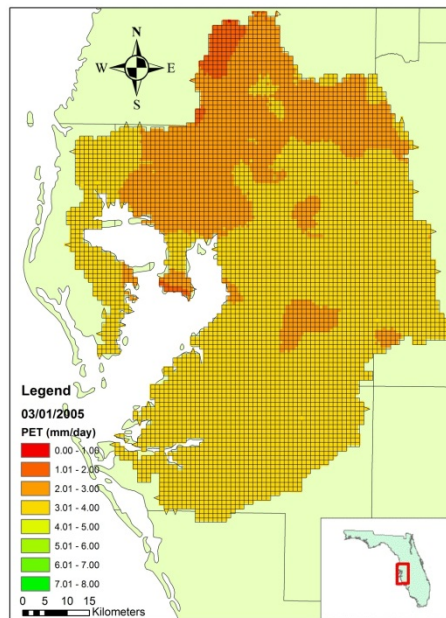 N
W E
S
Legend
03/01/2005
PET (mm/day)
0.00 - 1.00
1.01 - 2.00
2.01 - 3.00
3.01 - 4.00
4.01 - 5.00
5.01 - 6.00
6.01 - 7.00
7.01 - 8.00
0 5 10 15
Kilometers